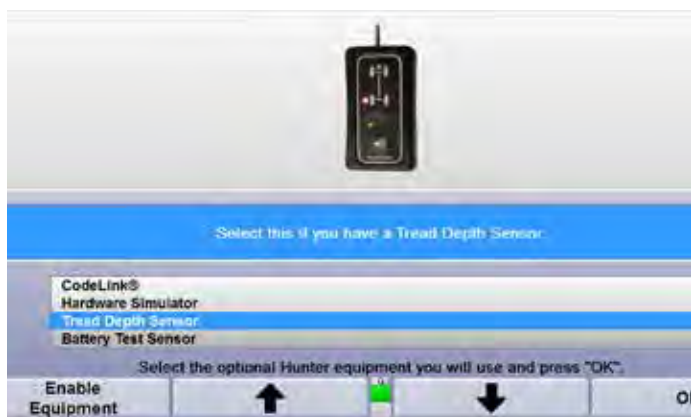 Select this if you have a Tread Depth Sensor.
CodeLink®
Hardware Simulator
Tread Depth Sensor
Battery Test Sensor
Select the optional Hunter equipment you will use and press "OK".
Enable
Equipment